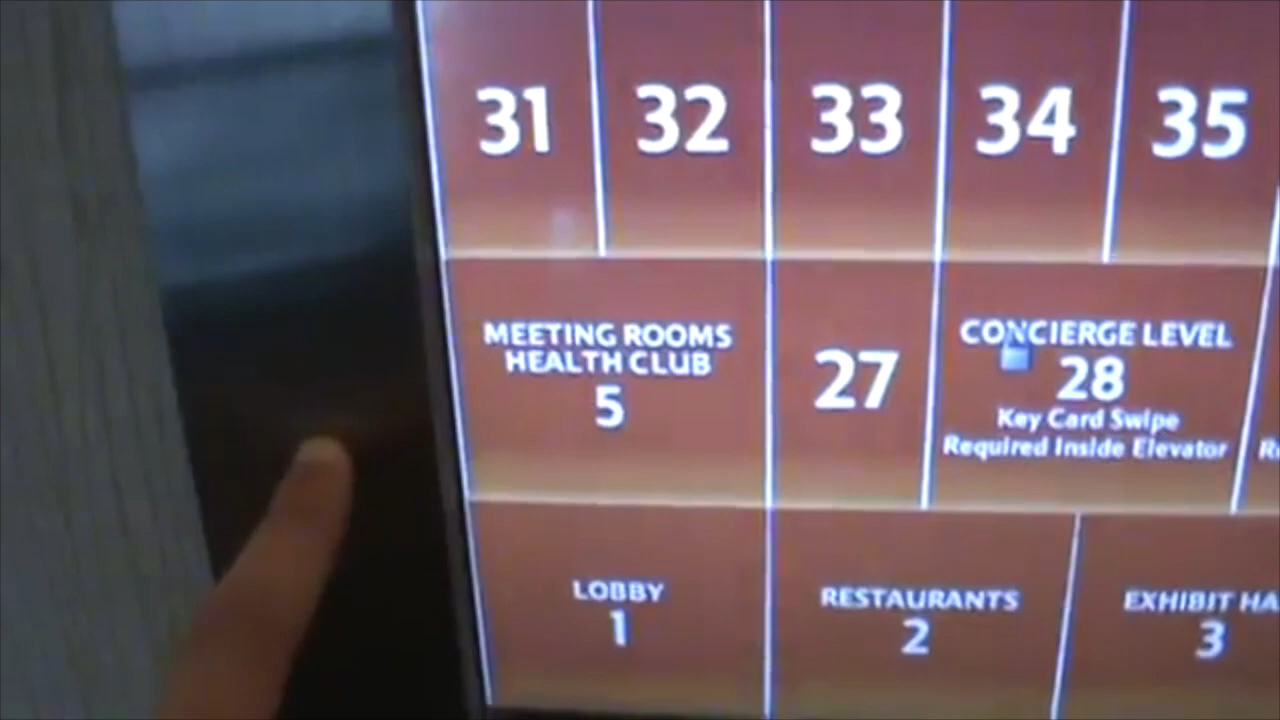 31 32 33 34 35
MEETING ROOMS
HEALTH CLUB
5
27
CONCIERGE LEVEL
28
Key Card Swipe
Required Inside Elevator
LOBBY
1
RESTAURANTS
2
EXHIBIT
3